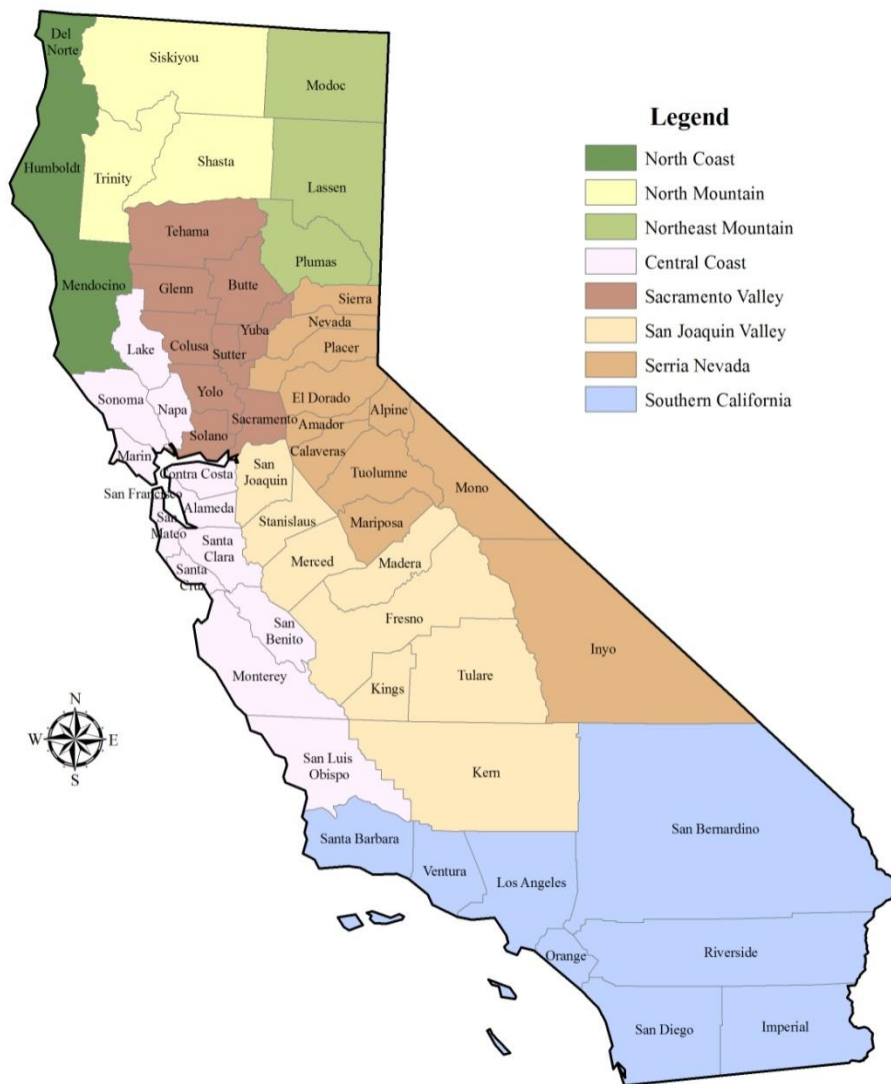 Del
Norte
Siskiyou
Modoc
Humboldt
Trinity
Shasta
Lassen
Tehama
Plumas
Mendocino
Glenn
Butte
Sierra
Nevada
Yuba
Placer
Colusa
Sutter
Lake
El Dorado
Yolo
Alpine
Sonoma
Napa
Sacramento
Amador
Solano
Calaveras
Marin
San
Joaquin
Contra Costa
Tuolumne
Mono
San Francisco
Alameda
Stanislaus
Mariposa
San
Mateo
Santa
Clara
Merced
Madera
Santa
Cruz
Fresno
San
Benito
Inyo
Monterey
Kings
Tulare
San Luis
Obispo
Kern
San Bernardino
Santa Barbara
Ventura
Los Angeles
Orange
Riverside
San Diego
Imperial
Legend
North Coast
North Mountain
Northeast Mountain
Central Coast
Sacramento Valley
San Joaquin Valley
Serria Nevada
Southern California
N
W
E
S